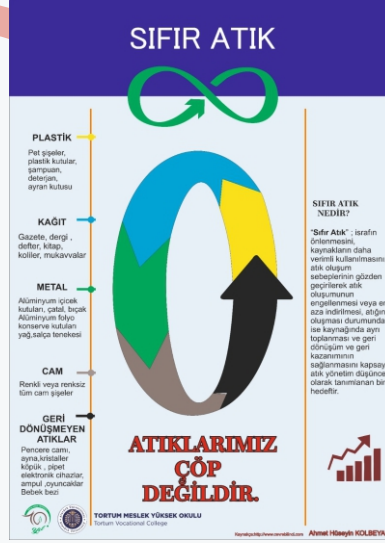 SIFIR ATIK
PLASTİK
Pet şişeler,
plastik kutular,
şampuan,
deterjan,
ayran kutusu
KAĞIT
Gazete, dergi ,
defter, kitap,
koliler, mukavvalar
METAL
Alüminyum içicek
kutuları, çatal, bıçak
Alüminyum folyo
konserve kutuları
yağ,salça tenekesi
CAM
Renkli veya renksiz
tüm cam şişeler
GERİ
DÖNÜŞMEYEN
ATIKLAR
Pencere camı,
ayna,kristaller
köpük , pipet
elektronik cihazlar,
ampul ,oyuncaklar
Bebek bezi
SIFIR ATIK
NEDİR?
"Sıfır Atık" ; israfın
önlenmesini,
kaynakların daha
verimli kullanılmasını
atık oluşum
sebeplerinin gözden
geçirilerek atık
oluşumunun
engellenmesi veya en
aza indirilmesi, atığın
oluşması durumunda
ise kaynağında ayrı
toplanması ve geri
dönüşüm ve geri
kazanımının
sağlanmasını kapsay
atık yönetim düşünce
olarak tanımlanan bir
hedeftir.
ATIKLARIMIZ
ÇÖP
DEĞİLDİR.
TORTUM MESLEK YÜKSEK OKULU
Tortum Vocational College
Ahmet Hüseyin KOLBEYA